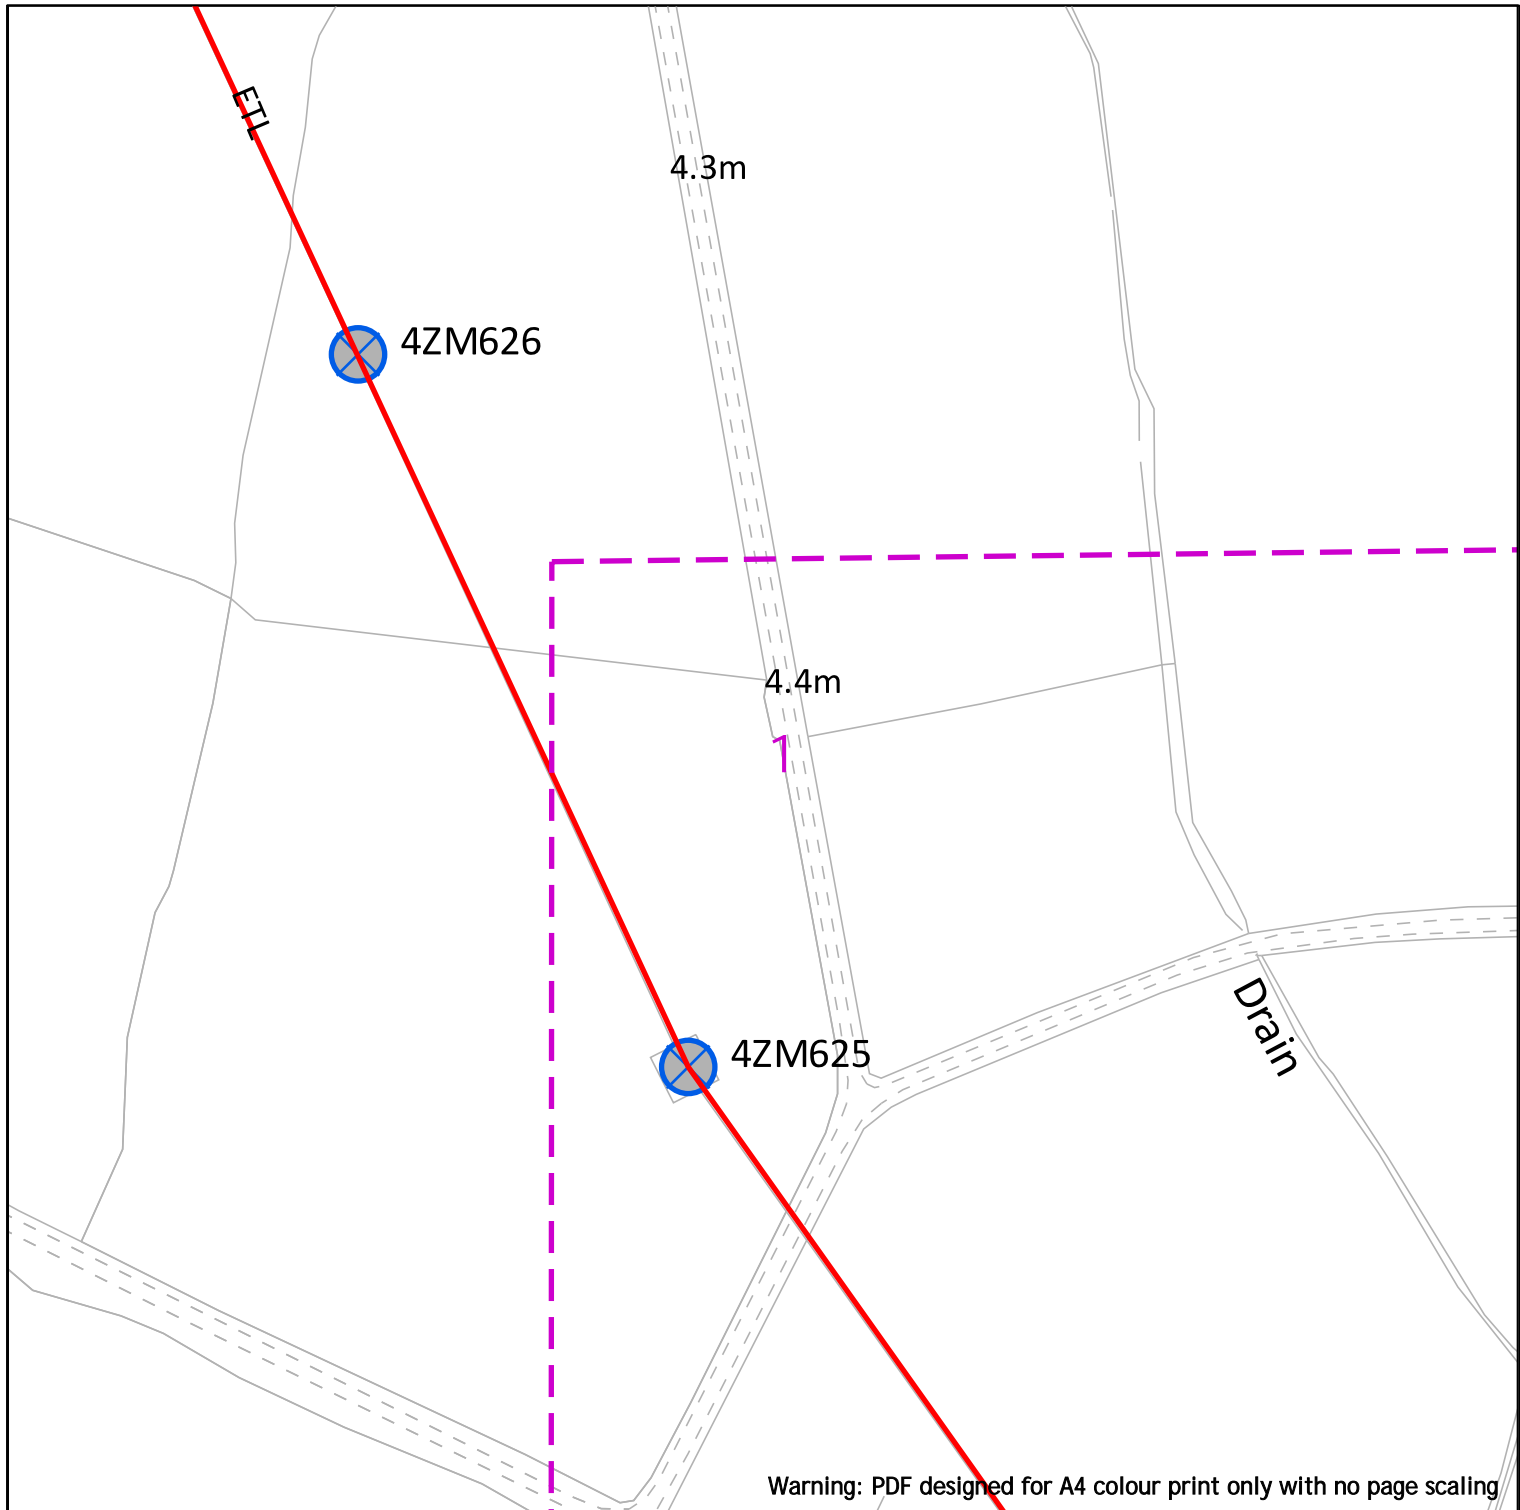 ETL
4.3m
4ZM626
4.4m
1
4ZM625
Drain
Warning: PDF designed for A4 colour print only with no page scaling